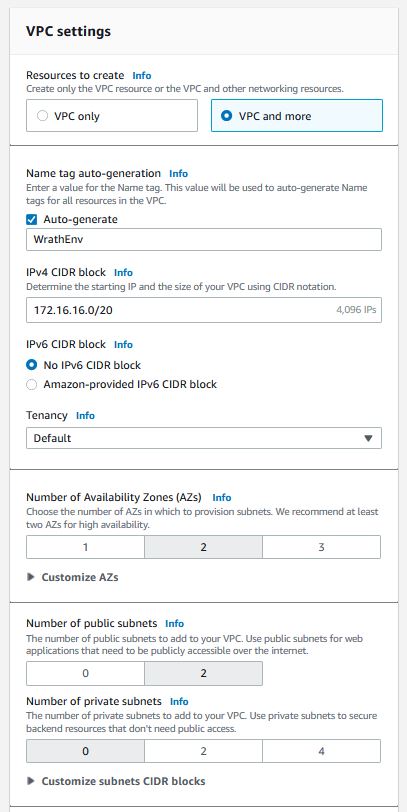 VPC settings
Resources to create Info
Create only the VPC resource or the VPC and other networking resources.
VPC only
VPC and more
Name tag auto-generation Info
Enter a value for the Name tag. This value will be used to auto-generate Name
tags for all resources in the VPC.
Auto-generate
WrathEnv
IPv4 CIDR block Info
Determine the starting IP and the size of your VPC using CIDR notation.
172.16.16.0/20 4,096 IPs
IPv6 CIDR block Info
No IPv6 CIDR block
Amazon-provided IPv6 CIDR block
Tenancy Info
Default
Number of Availability Zones (AZs) Info
Choose the number of AZs in which to provision subnets. We recommend at least
two AZs for high availability.
1 2 3
Customize AZs
Number of public subnets Info
The number of public subnets to add to your VPC. Use public subnets for web
applications that need to be publicly accessible over the internet.
0 2
Number of private subnets Info
The number of private subnets to add to your VPC. Use private subnets to secure
backend resources that don't need public access.
0 2 4
Customize subnets CIDR blocks